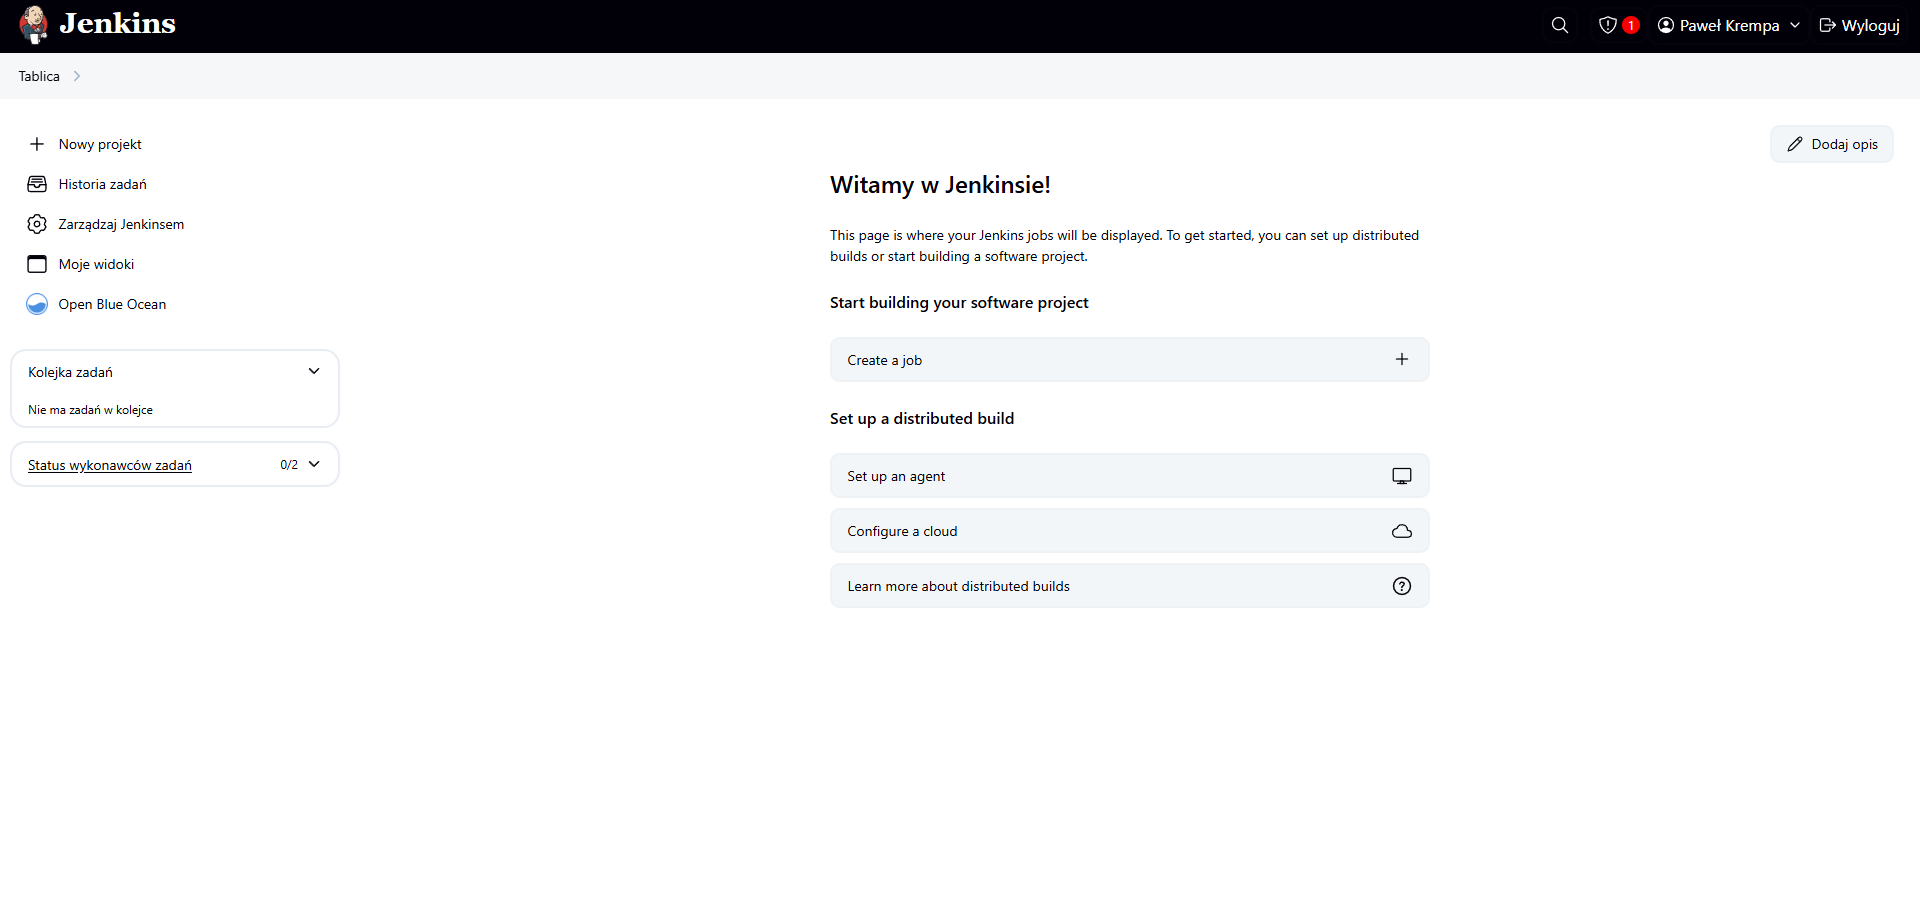 Jenkins
1
Paweł Krempa
Wyloguj
Tablica
Nowy projekt
Historia zadań
Zarządzaj Jenkinsem
Moje widoki
Open Blue Ocean
Kolejka zadań
Nie ma zadań w kolejce
Status wykonawców zadań
0/2
Dodaj opis
Witamy w Jenkinsie!
This page is where your Jenkins jobs will be displayed. To get started, you can set up distributed
builds or start building a software project.
Start building your software project
Create a job
Set up a distributed build
Set up an agent
Configure a cloud
Learn more about distributed builds